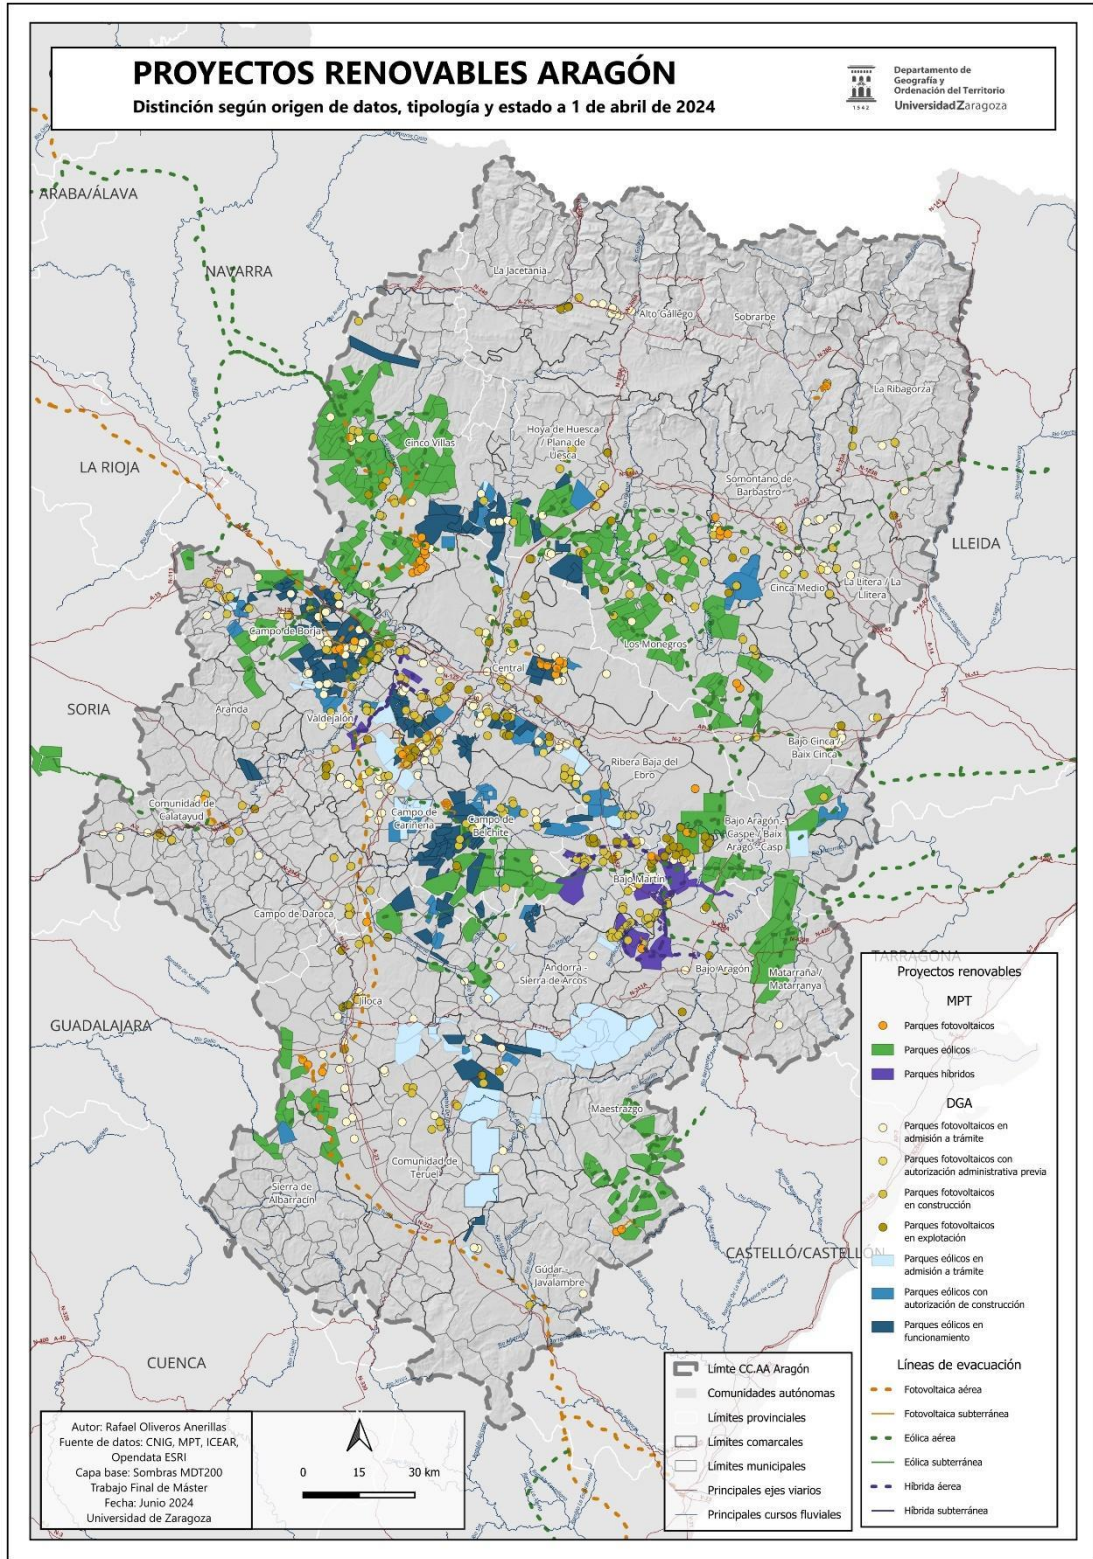 PROYECTOS RENOVABLES ARAGÓN
Distinción según origen de datos, tipología y estado a 1 de abril de 2024
1542
Departamento de
Geografía y
Ordenación del Territorio
Universidad Zaragoza
ARABA/ÁLAVA
NAVARRA
La Jacetania
Alto Gállego
Sobrarbe
La Ribagorza
LA RIOJA
Cinco Villas
Hoya de Huesca
/ Plana de
Uesca
Somontano de
Barbastro
LLEIDA
Cinca Medio
La Litera / La
Llitera
Campo de Borja
Los Monegros
Central
SORIA
Aranda
Valdejalón
Bajo Cinca /
Baix Cinca
Ribera Baja del
Ebro
Comunidad de
Calatayud
Campo de
Cariñena
Campo de
Belchite
Bajo Aragón -
Caspe / Baix
Aragó - Casp
Bajo Martín
Campo de Daroca
Andorra -
Sierra de Arcos
Bajo Aragón
Matarraña /
Matarranya
TARRAGONA
Jiloca
GUADALAJARA
Maestrazgo
Comunidad de
Teruel
Sierra de
Albarracín
CASTELLÓ/CASTELLÓN
Gúdar -
Javalambre
CUENCA
Proyectos renovables
MPT
Parques fotovoltaicos
Parques eólicos
Parques híbridos
DGA
Parques fotovoltaicos en
admisión a trámite
Parques fotovoltaicos con
autorización administrativa previa
Parques fotovoltaicos
en construcción
Parques fotovoltaicos
en explotación
Parques eólicos en
admisión a trámite
Parques eólicos con
autorización de construcción
Parques eólicos en
funcionamiento
Líneas de evacuación
Fotovoltaica aérea
Fotovoltaica subterránea
Eólica aérea
Eólica subterránea
Híbrida áerea
Híbrida subterránea
Límte CC.AA Aragón
Comunidades autónomas
Límites provinciales
Límites comarcales
Límites municipales
Principales ejes viarios
Principales cursos fluviales
Autor: Rafael Oliveros Anerillas
Fuente de datos: CNIG, MPT, ICEAR,
Opendata ESRI
Capa base: Sombras MDT200
Trabajo Final de Máster
Fecha: Junio 2024
Universidad de Zaragoza
0 15 30 km